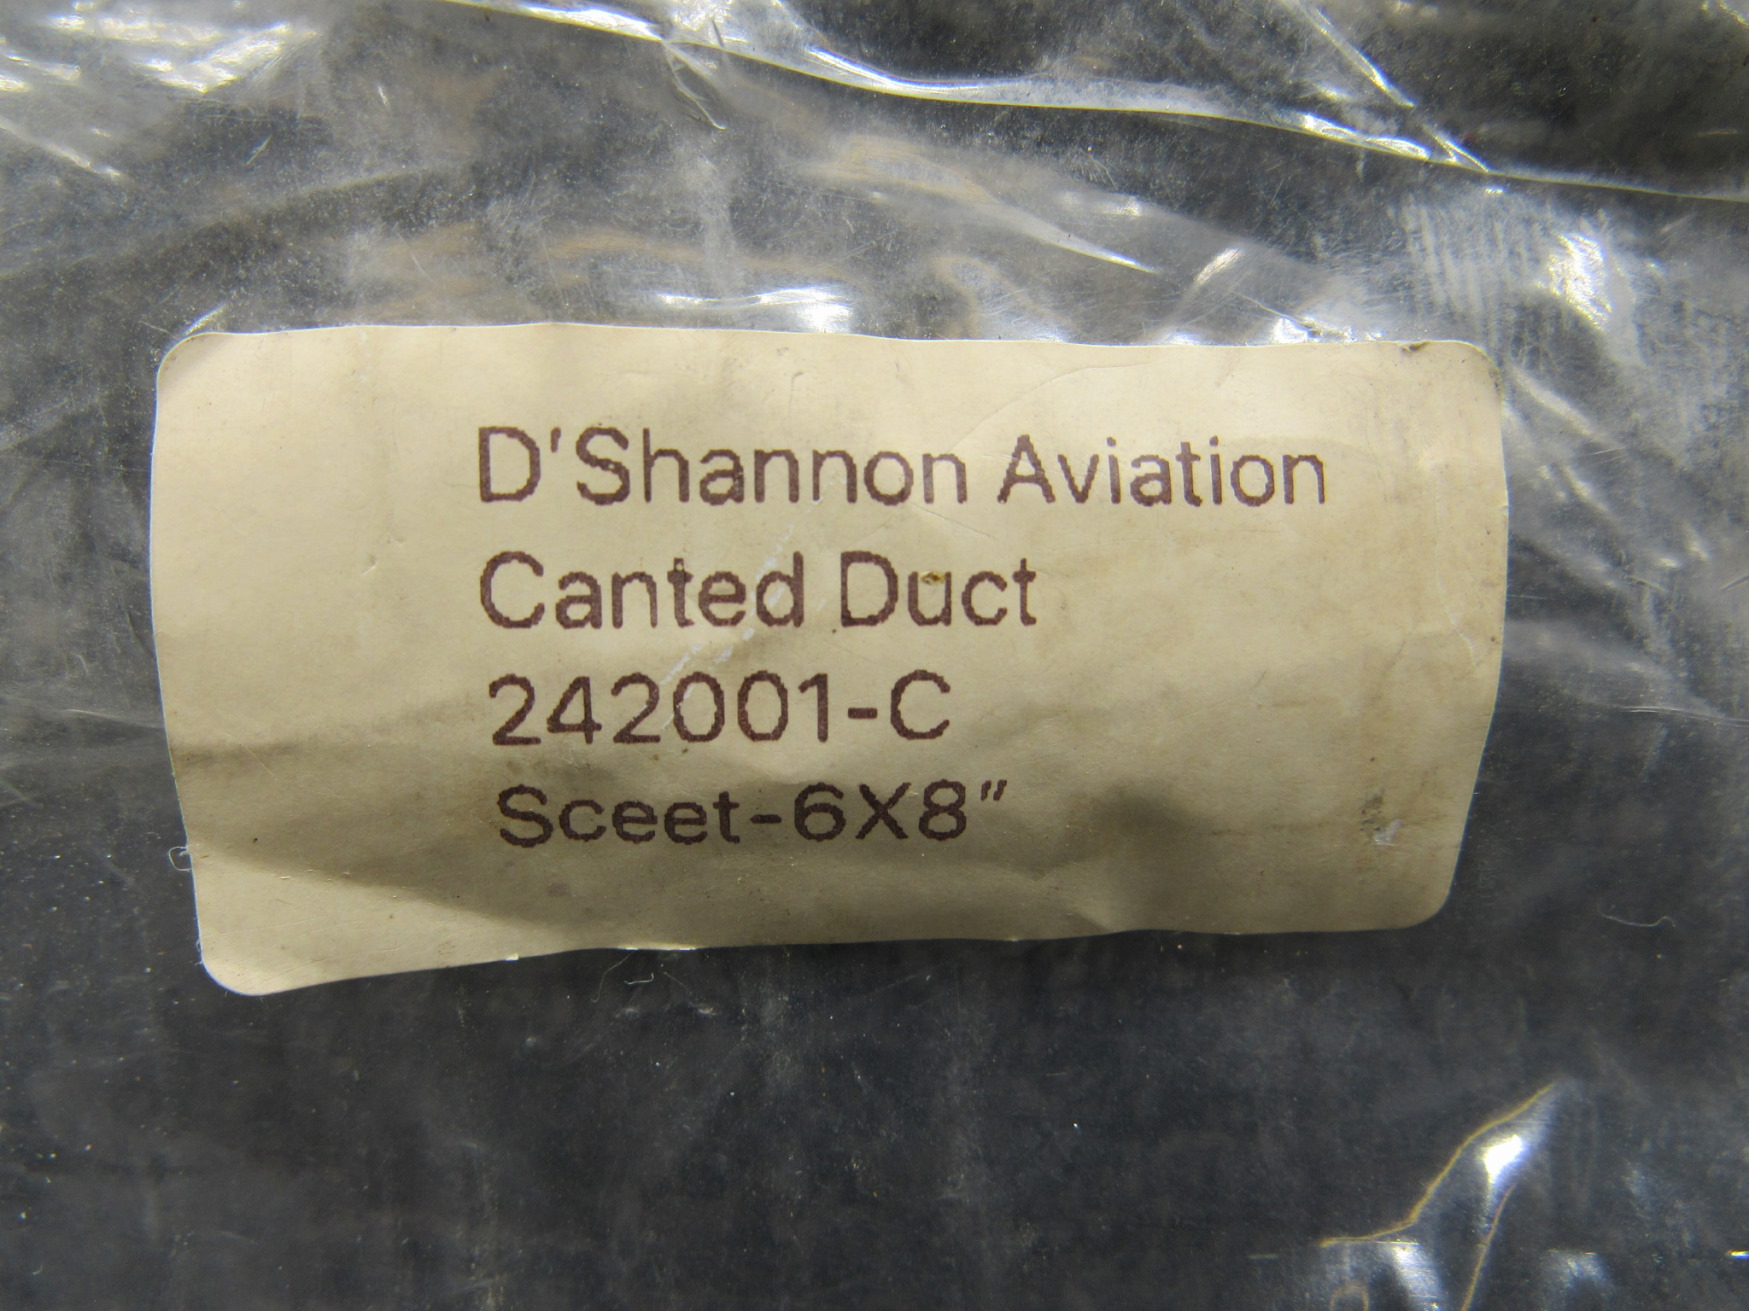 D'Shannon Aviation
Canted Duct
242001-C
Sceet-6X8"